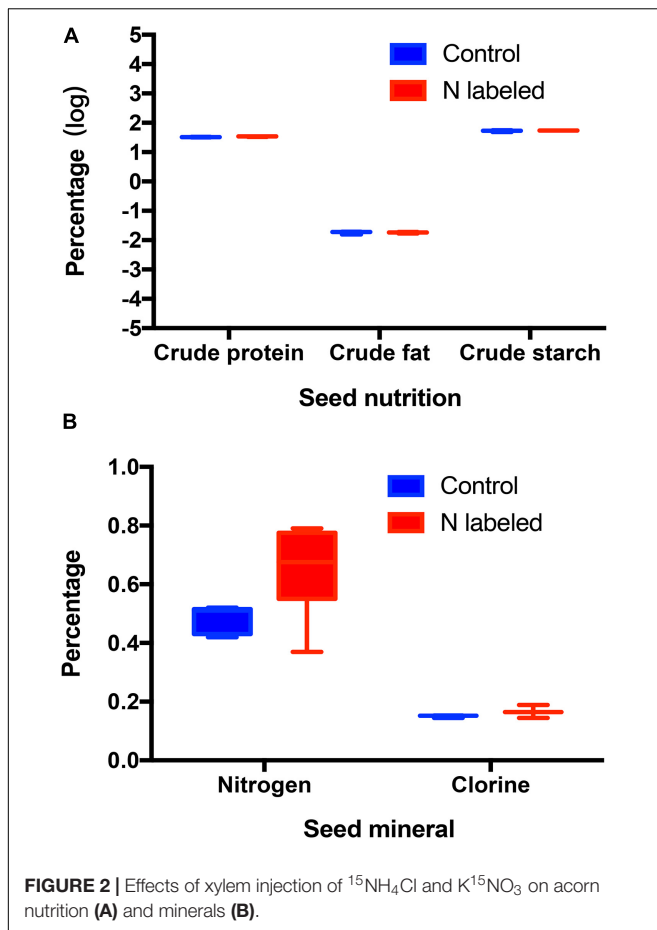 A
5
4
3
2
1
0
-1
-2
-3
-4
-5
Percentage (log)
Control
N labeled
Crude protein Crude fat Crude starch
Seed nutrition
B
1.0
0.8
0.6
0.4
0.2
0.0
Percentage
Control
N labeled
Nitrogen Clorine
Seed mineral
FIGURE 2 | Effects of xylem injection of ¹⁵NH₄Cl and K¹⁵NO₃ on acorn
nutrition (A) and minerals (B).